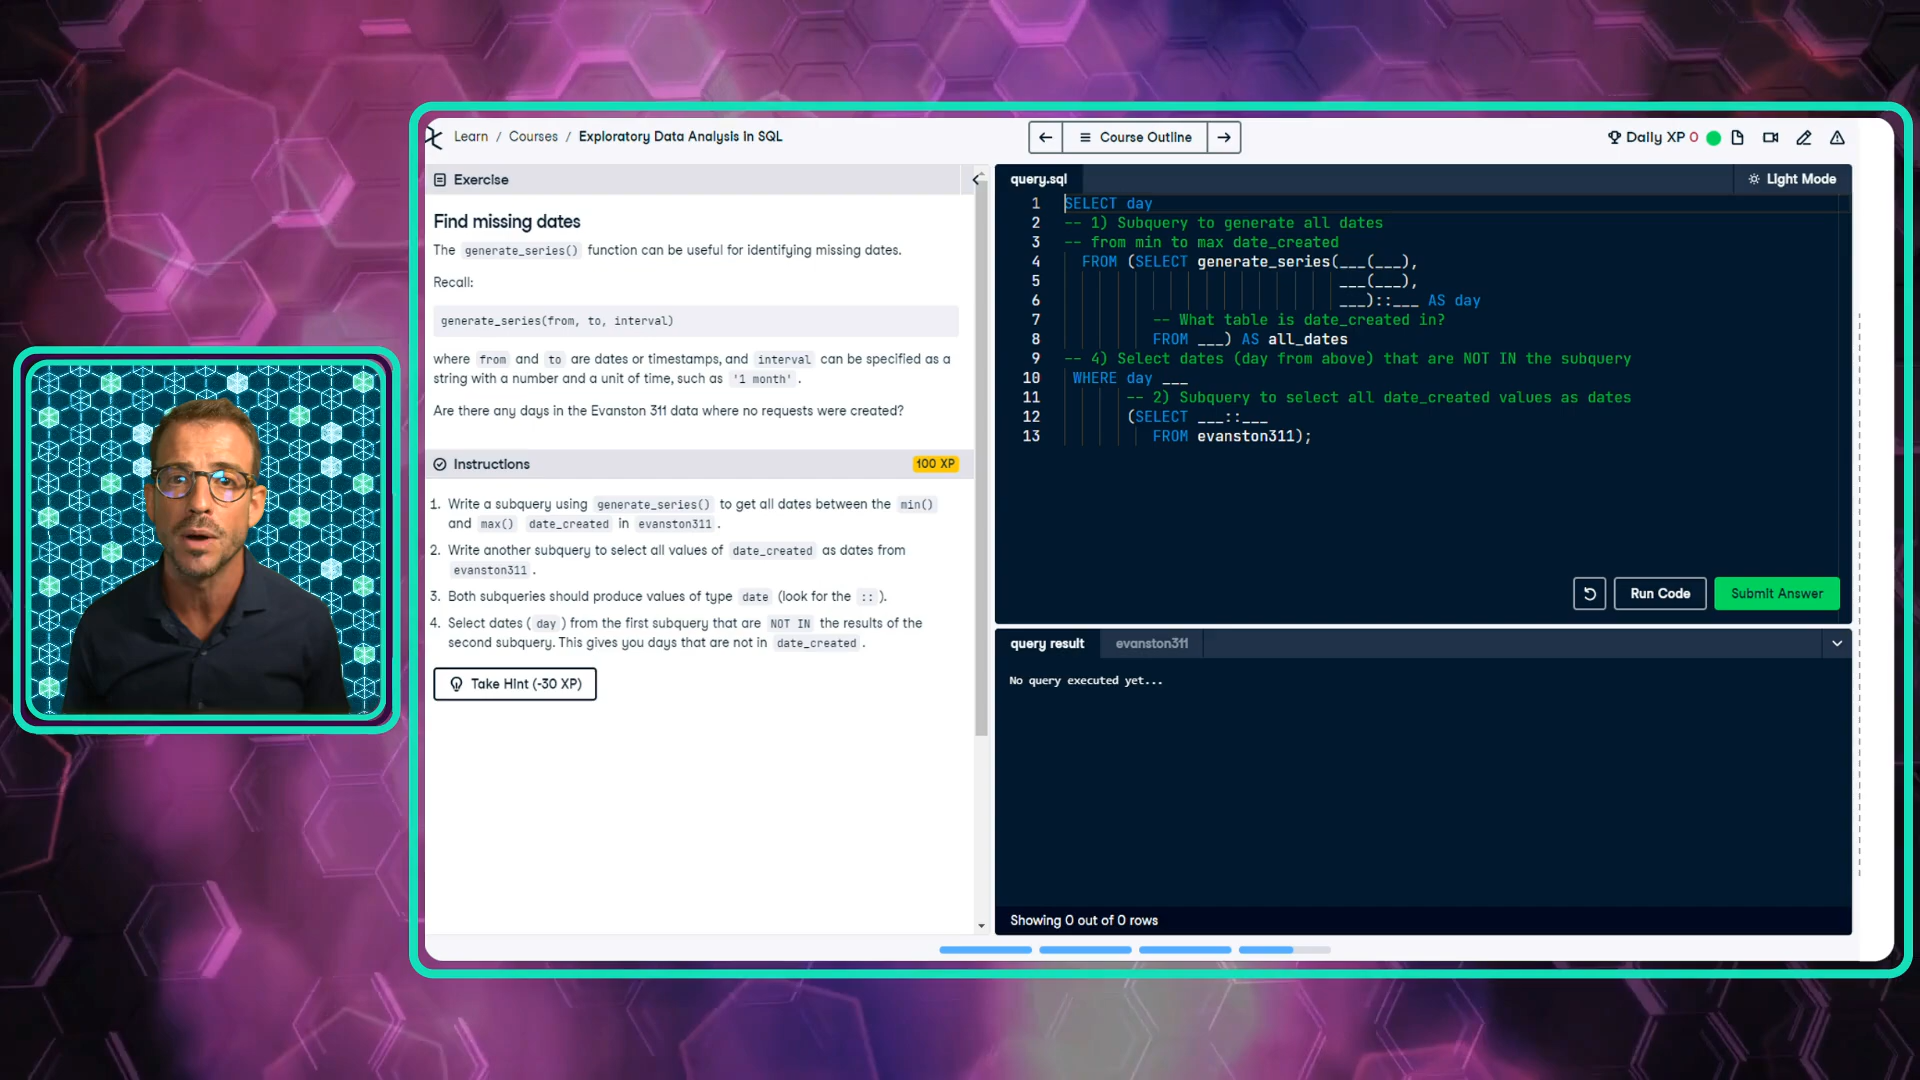 Learn / Courses / Exploratory Data Analysis in SQL
Course Outline
Daily XP 0
Exercise
Find missing dates
The generate_series() function can be useful for identifying missing dates.
Recall:
generate_series(from, to, interval)
where from and to are dates or timestamps, and interval can be specified as a
string with a number and a unit of time, such as '1 month'.
Are there any days in the Evanston 311 data where no requests were created?
Instructions
100 XP
1. Write a subquery using generate_series() to get all dates between the min()
and max() date_created in evanston311.
2. Write another subquery to select all values of date_created as dates from
evanston311.
3. Both subqueries should produce values of type date (look for the ::).
4. Select dates (day) from the first subquery that are NOT IN the results of the
second subquery. This gives you days that are not in date_created.
Take Hint (-30 XP)
query.sql
Light Mode
1 SELECT day
2 -- 1) Subquery to generate all dates
3 -- from min to max date_created
4 FROM (SELECT generate_series(___(___),
5 ___(___),
6 ___)::___ AS day
7 -- What table is date_created in?
8 FROM ___) AS all_dates
9 -- 4) Select dates (day from above) that are NOT IN the subquery
10 WHERE day ___
11 -- 2) Subquery to select all date_created values as dates
12 (SELECT ___::___
13 FROM evanston311);
Run Code
Submit Answer
query result
evanston311
No query executed yet...
Showing 0 out of 0 rows